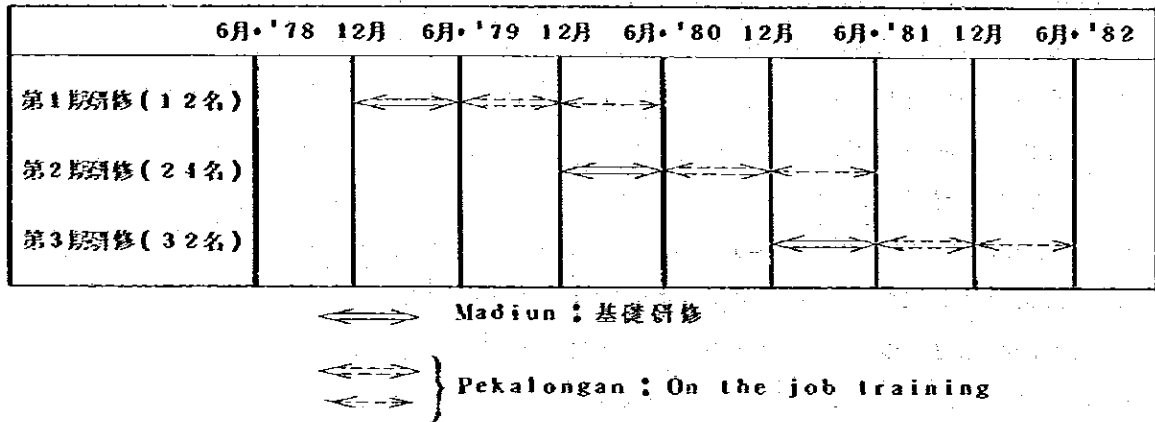 6月・'78 12月 6月・'79 12月 6月・'80 12月 6月・'81 12月 6月・'82
第1期研修(12名)
第2期研修(24名)
第3期研修(32名)
Madiun:基礎研修
Pekalongan:On the job training